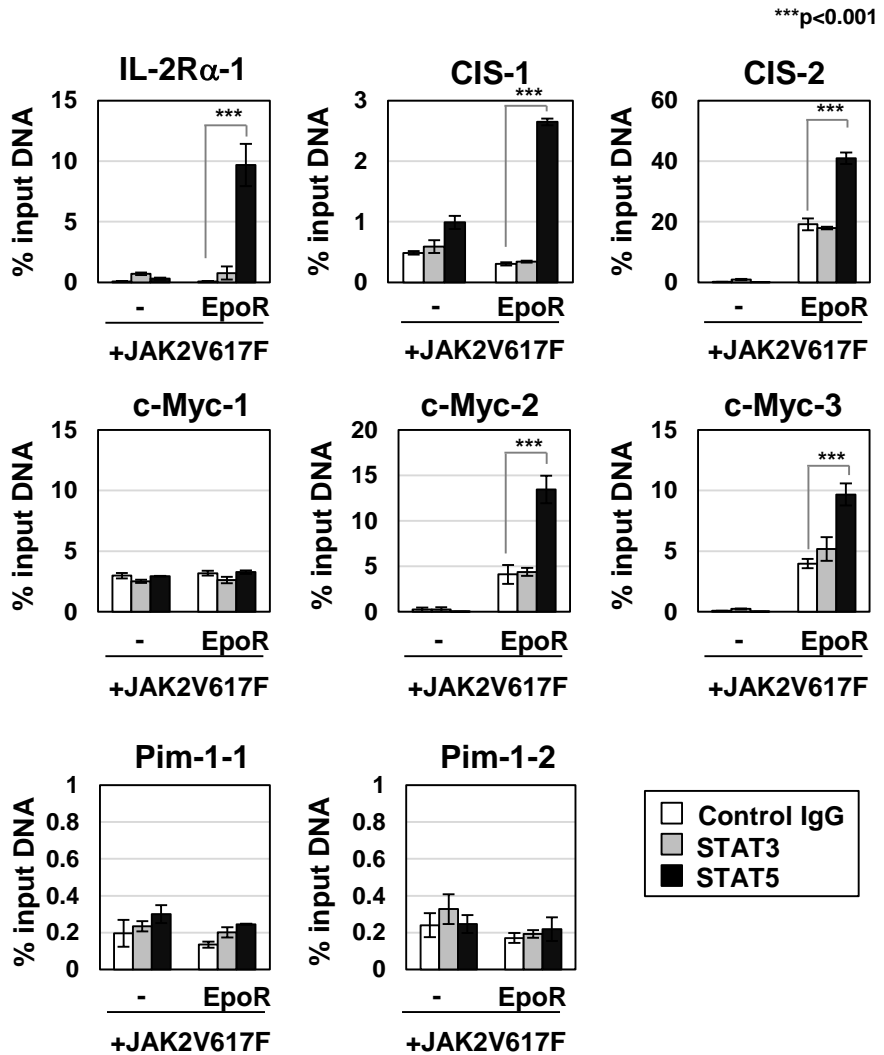 ***p<0.001
IL-2Rα-1
CIS-1
CIS-2
% input DNA
15
10
5
0
***
- EpoR
+JAK2V617F
% input DNA
3
2
1
0
***
- EpoR
+JAK2V617F
% input DNA
60
40
20
0
***
- EpoR
+JAK2V617F
c-Myc-1
c-Myc-2
c-Myc-3
% input DNA
15
10
5
0
- EpoR
+JAK2V617F
% input DNA
20
15
10
5
0
***
- EpoR
+JAK2V617F
% input DNA
15
10
5
0
***
- EpoR
+JAK2V617F
Pim-1-1
Pim-1-2
% input DNA
1
0.8
0.6
0.4
0.2
0
- EpoR
+JAK2V617F
% input DNA
1
0.8
0.6
0.4
0.2
0
- EpoR
+JAK2V617F
Control IgG
STAT3
STAT5